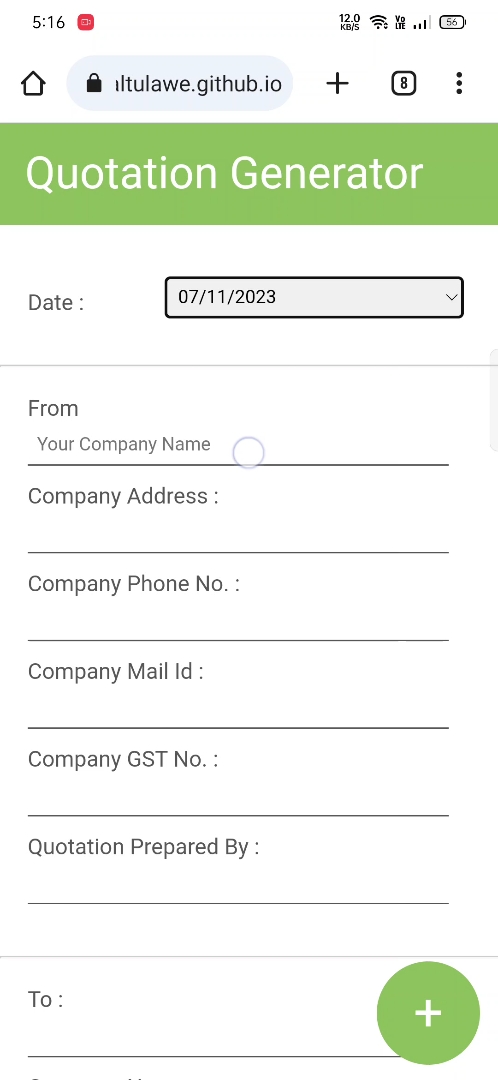 5:16 12.0 KB/S Vo LTE 56
ıltulawe.github.io 8
Quotation Generator
Date : 07/11/2023
From
Your Company Name
Company Address :
Company Phone No. :
Company Mail Id :
Company GST No. :
Quotation Prepared By :
To :
+